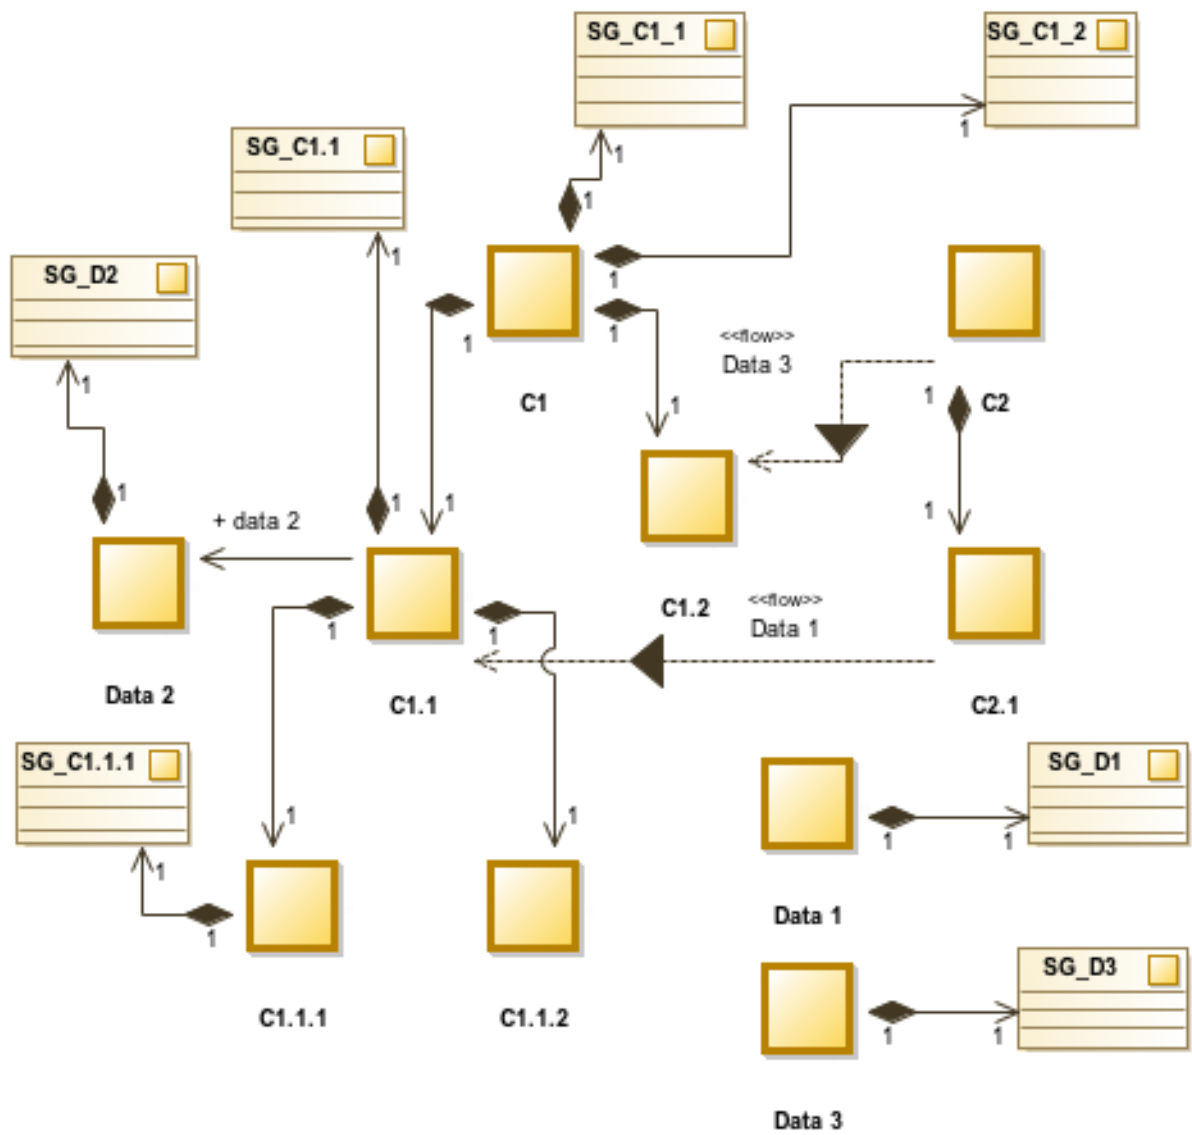 SG_C1_1
SG_C1_2
1
1
SG_C1.1
1
1
SG_D2
1
1
1
1
<<flow>>
Data 3
1
1
C1
1
C2
1
1
1
1
1
+ data 2
C1.2
<<flow>>
Data 1
1
1
Data 2
C1.1
C2.1
SG_C1.1.1
SG_D1
1
1
1
1
1
1
Data 1
SG_D3
C1.1.1
C1.1.2
1
1
Data 3